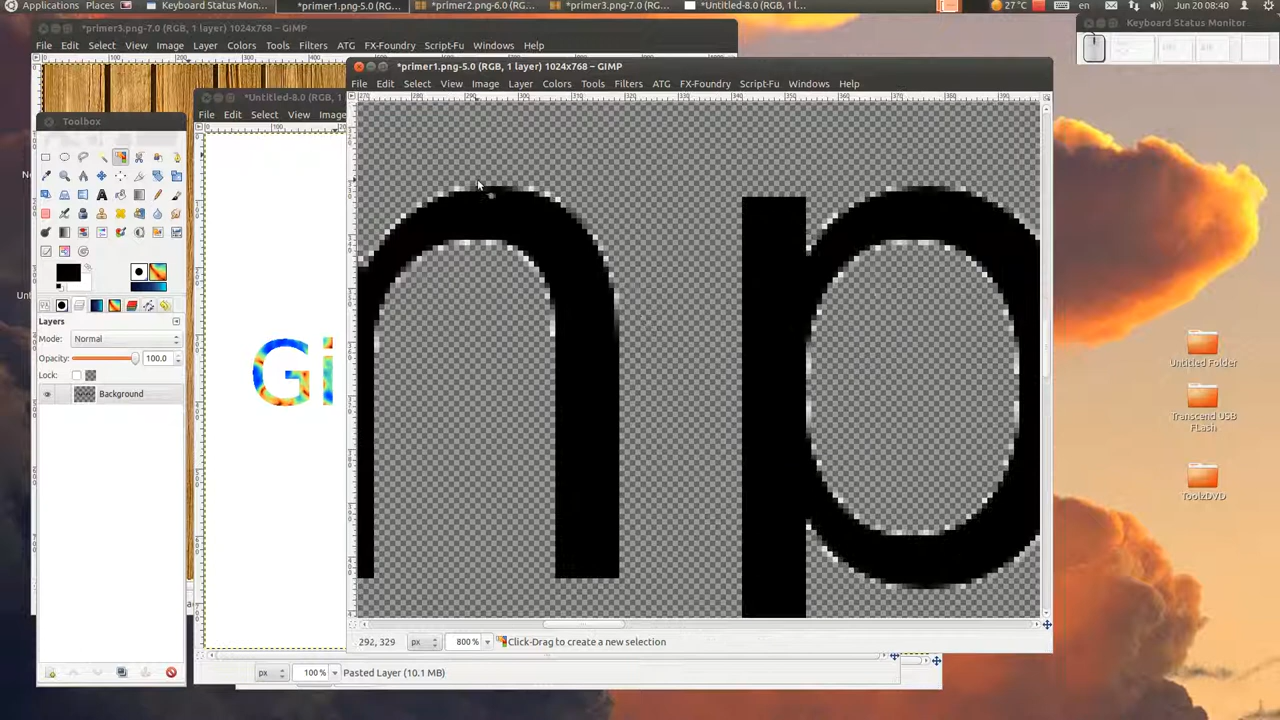 Applications Places Keyboard Status Mon... *primer1.png-5.0 (RGB, ... *primer2.png-6.0 (RGB, ... *primer3.png-7.0 (RGB, ... *Untitled-8.0 (RGB, 1 l... 27 °C en Jun 20 08:40
*primer3.png-7.0 (RGB, 1 layer) 1024x768 – GIMP
File Edit Select View Image Layer Colors Tools Filters ATG FX-Foundry Script-Fu Windows Help
Keyboard Status Monitor
*primer1.png-5.0 (RGB, 1 layer) 1024x768 – GIMP
File Edit Select View Image Layer Colors Tools Filters ATG FX-Foundry Script-Fu Windows Help
*Untitled-8.0 (RGB, 1
File Edit Select View Image
Toolbox
Layers
Mode: Normal
Opacity: 100.0
Lock:
Background
Gi
n p
Untitled Folder
Transcend USB
FLash
ToolzDVD
292, 329 px 800% Click-Drag to create a new selection
px 100% Pasted Layer (10.1 MB)